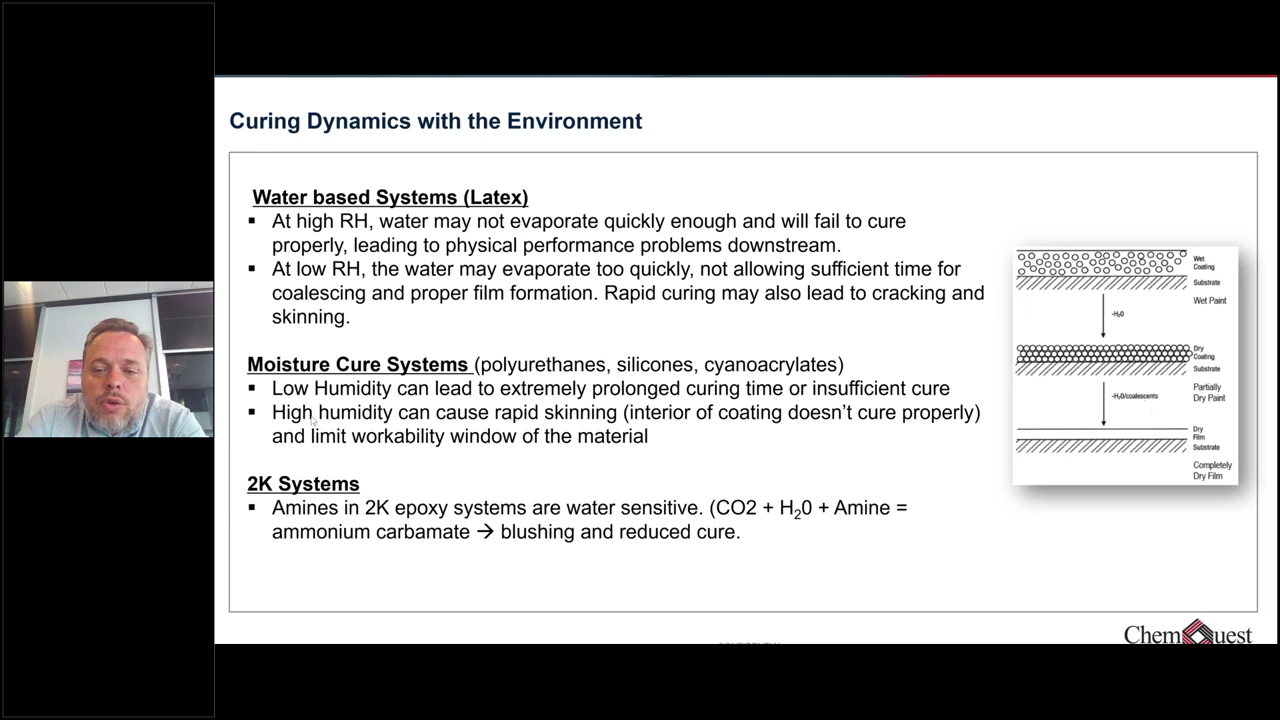 Curing Dynamics with the Environment
Water based Systems (Latex)
▪ At high RH, water may not evaporate quickly enough and will fail to cure
properly, leading to physical performance problems downstream.
▪ At low RH, the water may evaporate too quickly, not allowing sufficient time for
coalescing and proper film formation. Rapid curing may also lead to cracking and
skinning.
Moisture Cure Systems (polyurethanes, silicones, cyanoacrylates)
▪ Low Humidity can lead to extremely prolonged curing time or insufficient cure
▪ High humidity can cause rapid skinning (interior of coating doesn’t cure properly)
and limit workability window of the material
2K Systems
▪ Amines in 2K epoxy systems are water sensitive. (CO2 + H₂0 + Amine =
ammonium carbamate → blushing and reduced cure.
Wet
Coating
Substrate
Wet Paint
-H₂0
Dry
Coating
Substrate
Partially
Dry Paint
-H₂0/coalescents
Dry
Film
Substrate
Completely
Dry Film
ChemQuest